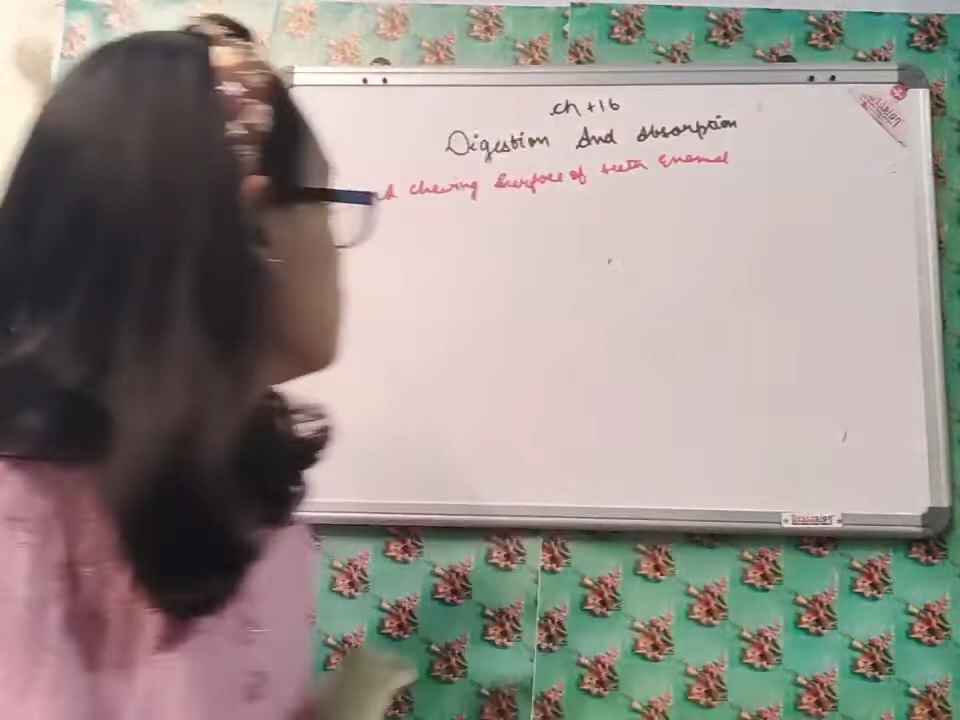 ch + 16
Digestion And Absorption
chewing Surface of teeth Enamel